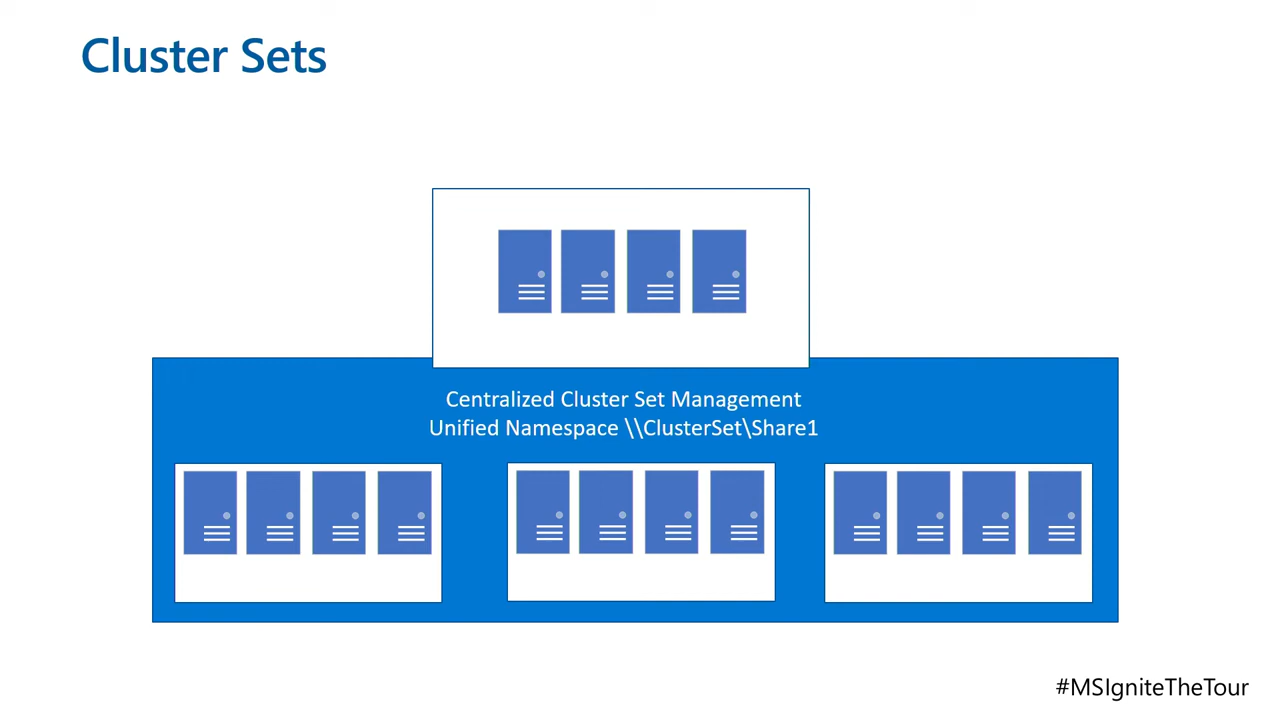 Cluster Sets
Centralized Cluster Set Management
Unified Namespace \\ClusterSet\Share1
#MSIgniteTheTour